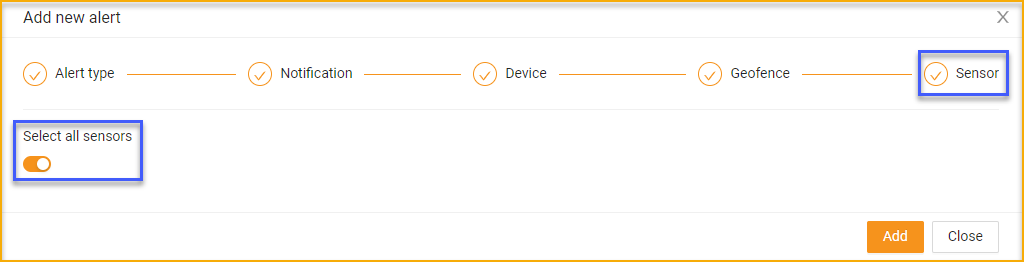 Add new alert
Alert type
Notification
Device
Geofence
Sensor
Select all sensors
Add
Close